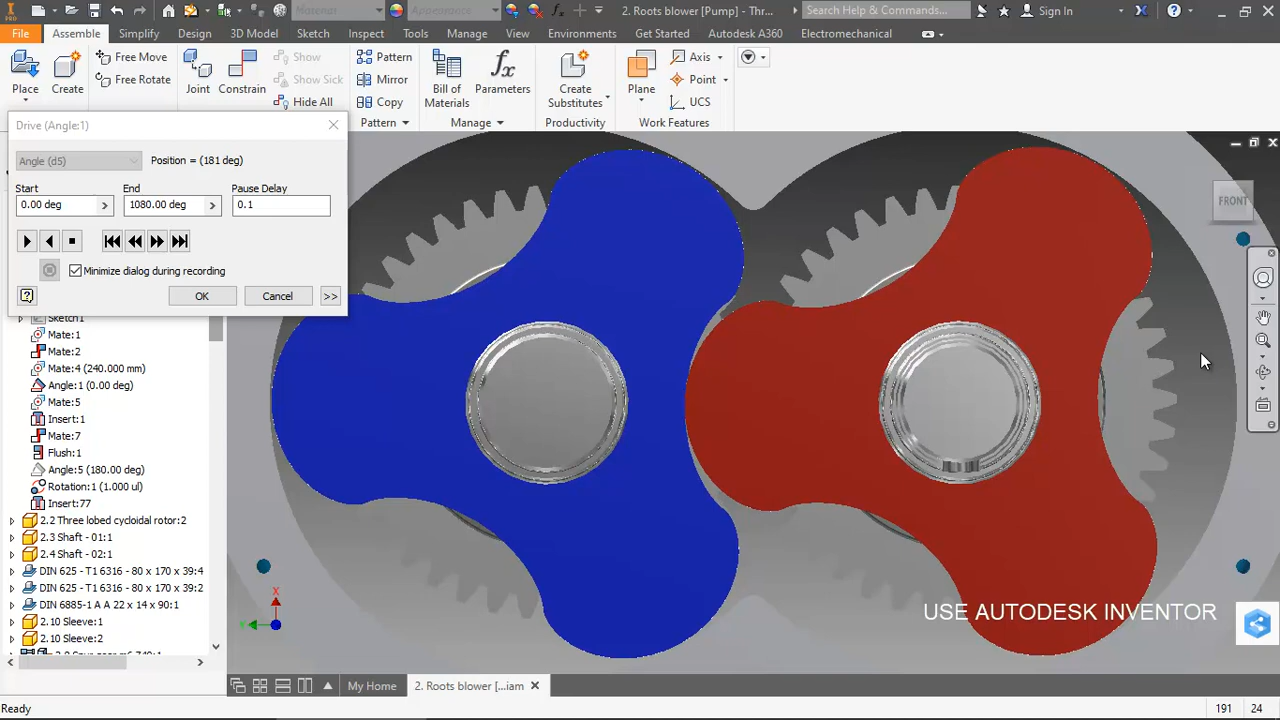 PRO
Material
Appearance
2. Roots blower [Pump] - Thr...
Search Help & Commands...
Sign In
File
Assemble
Simplify
Design
3D Model
Sketch
Inspect
Tools
Manage
View
Environments
Get Started
Autodesk A360
Electromechanical
Place
Create
Free Move
Free Rotate
Joint
Constrain
Show
Show Sick
Hide All
Pattern
Mirror
Copy
Pattern
Bill of
Materials
fx
Parameters
Manage
Create
Substitutes
Productivity
Plane
Axis
Point
UCS
Work Features
Drive (Angle:1)
Angle (d5)
Position = (181 deg)
Start
End
Pause Delay
0.00 deg
1080.00 deg
0.1
Minimize dialog during recording
OK
Cancel
>>
Sketch1
Mate:1
Mate:2
Mate:4 (240.000 mm)
Angle:1 (0.00 deg)
Mate:5
Insert:1
Mate:7
Flush:1
Angle:5 (180.00 deg)
Rotation:1 (1.000 ul)
Insert:77
2.2 Three lobed cycloidal rotor:2
2.3 Shaft - 01:1
2.4 Shaft - 02:1
DIN 625 - T1 6316 - 80 x 170 x 39:4
DIN 625 - T1 6316 - 80 x 170 x 39:2
DIN 6885-1 A A 22 x 14 x 90:1
2.10 Sleeve:1
2.10 Sleeve:2
FRONT
X
Y
USE AUTODESK INVENTOR
My Home
2. Roots blower [...iam
Ready
191
24